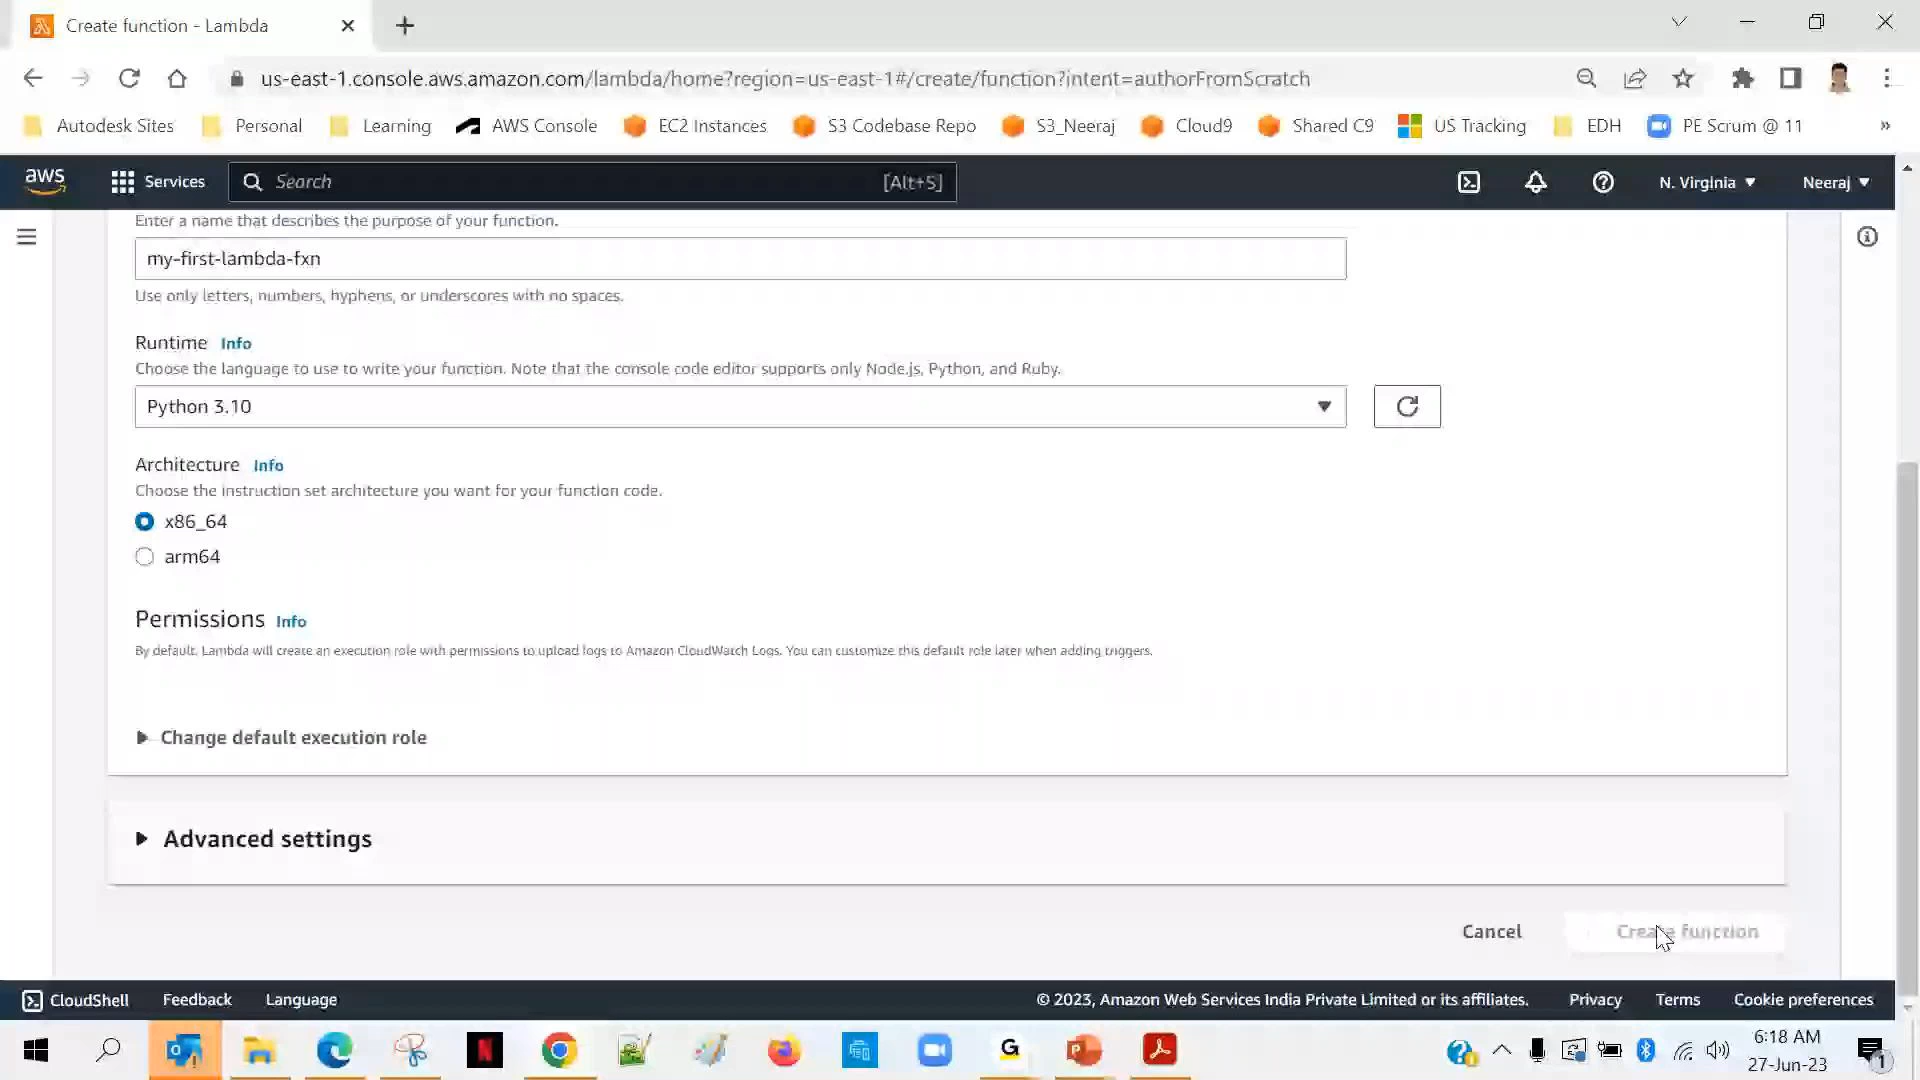 Create function - Lambda
us-east-1.console.aws.amazon.com/lambda/home?region=us-east-1#/create/function?intent=authorFromScratch
Autodesk Sites Personal Learning AWS Console EC2 Instances S3 Codebase Repo S3_Neeraj Cloud9 Shared C9 US Tracking EDH PE Scrum @ 11 »
aws Services Search [Alt+S] N. Virginia Neeraj
Enter a name that describes the purpose of your function.
my-first-lambda-fxn
Use only letters, numbers, hyphens, or underscores with no spaces.
Runtime Info
Choose the language to use to write your function. Note that the console code editor supports only Node.js, Python, and Ruby.
Python 3.10
Architecture Info
Choose the instruction set architecture you want for your function code.
x86_64
arm64
Permissions Info
By default, Lambda will create an execution role with permissions to upload logs to Amazon CloudWatch Logs. You can customize this default role later when adding triggers.
Change default execution role
Advanced settings
Cancel Create function
CloudShell Feedback Language © 2023, Amazon Web Services India Private Limited or its affiliates. Privacy Terms Cookie preferences
6:18 AM
27-Jun-23
1